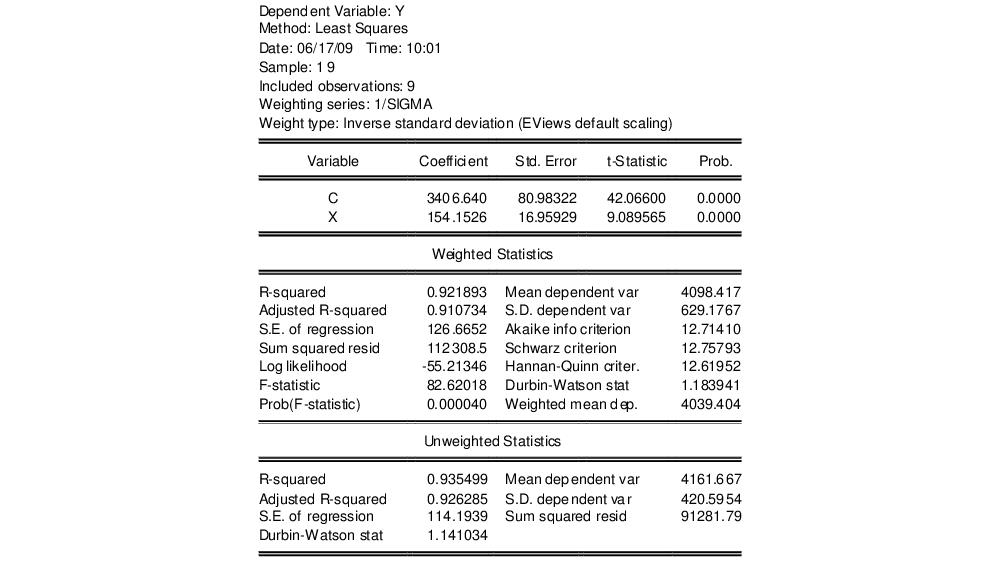 Dependent Variable: Y
Method: Least Squares
Date: 06/17/09 Time: 10:01
Sample: 1 9
Included observations: 9
Weighting series: 1/SIGMA
Weight type: Inverse standard deviation (EViews default scaling)
Variable Coefficient Std. Error t-Statistic Prob.
C 3406.640 80.98322 42.06600 0.0000
X 154.1526 16.95929 9.089565 0.0000
Weighted Statistics
R-squared 0.921893 Mean dependent var 4098.417
Adjusted R-squared 0.910734 S.D. dependent var 629.1767
S.E. of regression 126.6652 Akaike info criterion 12.71410
Sum squared resid 112308.5 Schwarz criterion 12.75793
Log likelihood -55.21346 Hannan-Quinn criter. 12.61952
F-statistic 82.62018 Durbin-Watson stat 1.183941
Prob(F-statistic) 0.000040 Weighted mean dep. 4039.404
Unweighted Statistics
R-squared 0.935499 Mean dependent var 4161.667
Adjusted R-squared 0.926285 S.D. dependent var 420.5954
S.E. of regression 114.1939 Sum squared resid 91281.79
Durbin-Watson stat 1.141034